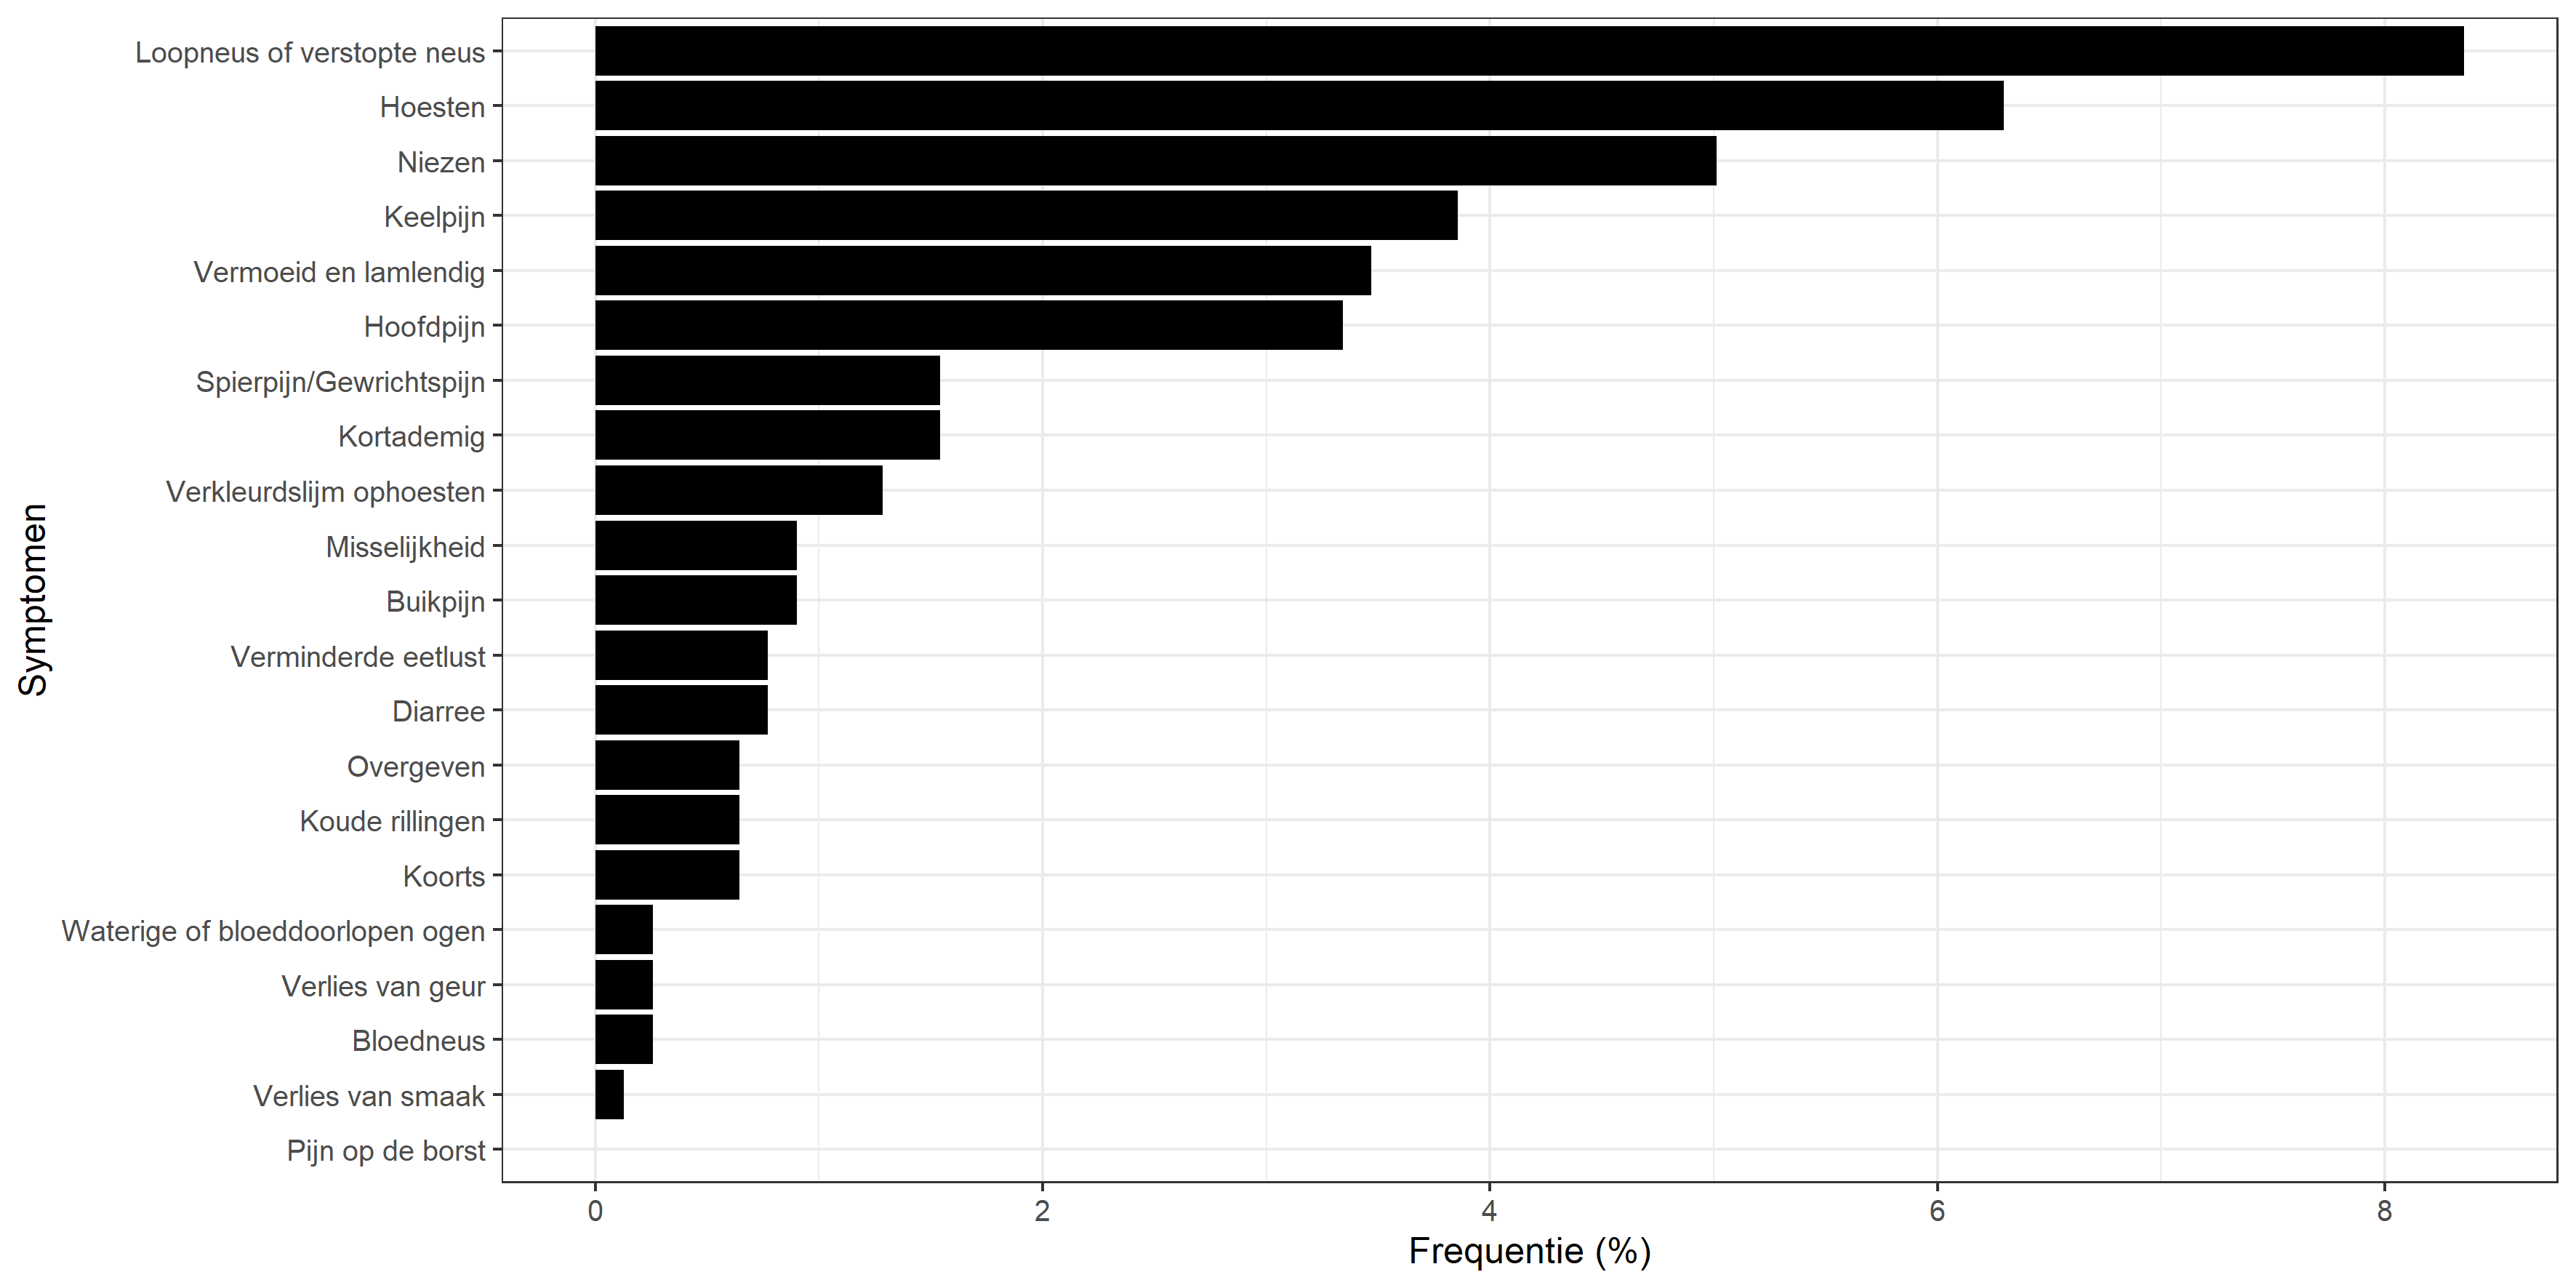 Loopneus of verstopte neus
Hoesten
Niezen
Keelpijn
Vermoeid en lamlendig
Hoofdpijn
Spierpijn/Gewrichtspijn
Kortademig
Verkleurdslijm ophoesten
Misselijkheid
Buikpijn
Verminderde eetlust
Diarree
Overgeven
Koude rillingen
Koorts
Waterige of bloeddoorlopen ogen
Verlies van geur
Bloedneus
Verlies van smaak
Pijn op de borst
Symptomen
0 2 4 6 8
Frequentie (%)